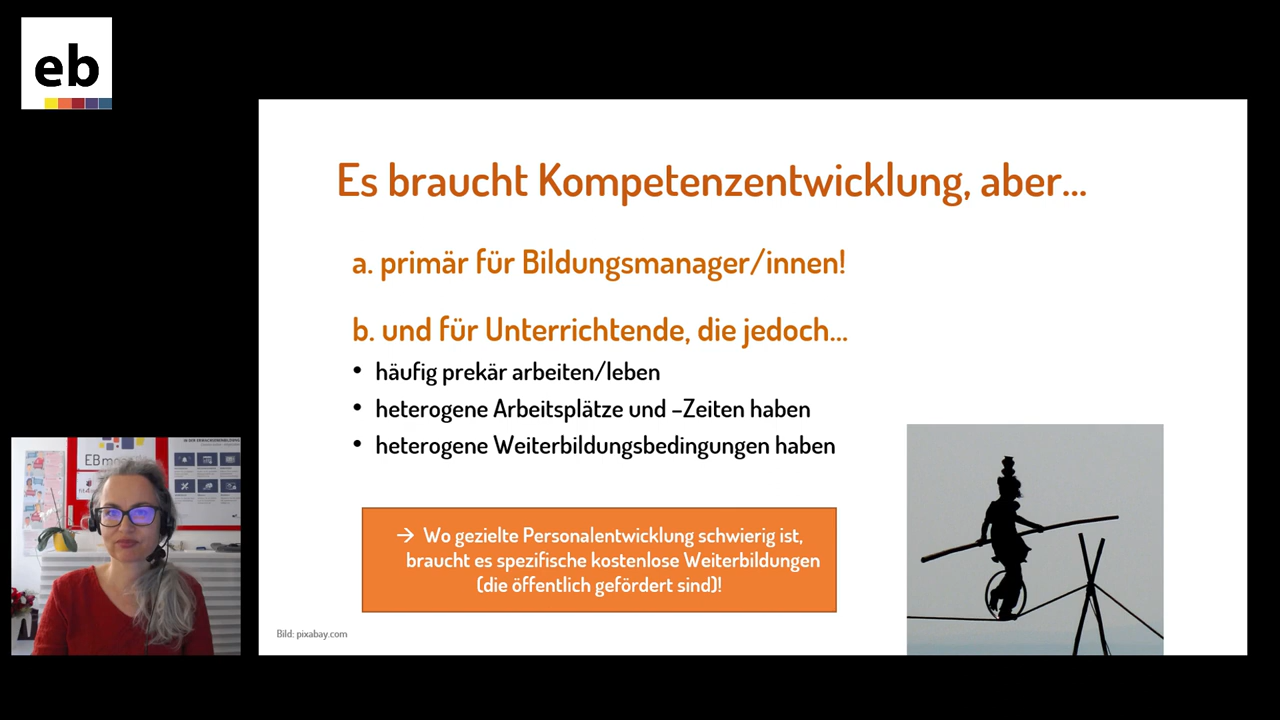 eb
Es braucht Kompetenzentwicklung, aber...
a. primär für Bildungsmanager/innen!
b. und für Unterrichtende, die jedoch...
• häufig prekär arbeiten/leben
• heterogene Arbeitsplätze und –Zeiten haben
• heterogene Weiterbildungsbedingungen haben
→ Wo gezielte Personalentwicklung schwierig ist,
braucht es spezifische kostenlose Weiterbildungen
(die öffentlich gefördert sind)!
Bild: pixabay.com